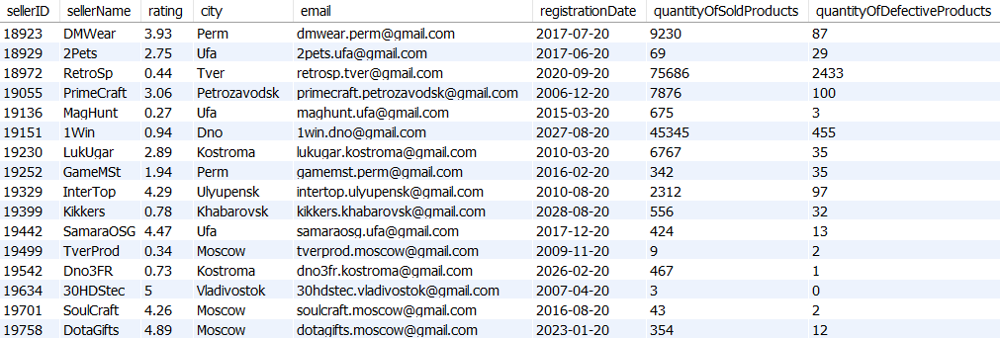 sellerID sellerName rating city email registrationDate quantityOfSoldProducts quantityOfDefectiveProducts
18923 DMWear 3.93 Perm dmwear.perm@gmail.com 2017-07-20 9230 87
18929 2Pets 2.75 Ufa 2pets.ufa@gmail.com 2017-06-20 69 29
18972 RetroSp 0.44 Tver retrosp.tver@gmail.com 2020-09-20 75686 2433
19055 PrimeCraft 3.06 Petrozavodsk primecraft.petrozavodsk@gmail.com 2006-12-20 7876 100
19136 MagHunt 0.27 Ufa maghunt.ufa@gmail.com 2015-03-20 675 3
19151 1Win 0.94 Dno 1win.dno@gmail.com 2027-08-20 45345 455
19230 LukUgar 2.89 Kostroma lukugar.kostroma@gmail.com 2010-03-20 6767 35
19252 GameMSt 1.94 Perm gamemst.perm@gmail.com 2016-02-20 342 35
19329 InterTop 4.29 Ulyupensk intertop.ulyupensk@gmail.com 2010-08-20 2312 97
19399 Kikkers 0.78 Khabarovsk kikkers.khabarovsk@gmail.com 2028-08-20 556 32
19442 SamaraOSG 4.47 Ufa samaraosg.ufa@gmail.com 2017-12-20 424 13
19499 TverProd 0.34 Moscow tverprod.moscow@gmail.com 2009-11-20 9 2
19542 Dno3FR 0.73 Kostroma dno3fr.kostroma@gmail.com 2026-02-20 467 1
19634 30HDStec 5 Vladivostok 30hdstec.vladivostok@gmail.com 2007-04-20 3 0
19701 SoulCraft 4.26 Moscow soulcraft.moscow@gmail.com 2016-08-20 43 2
19758 DotaGifts 4.89 Moscow dotagifts.moscow@gmail.com 2023-01-20 354 12